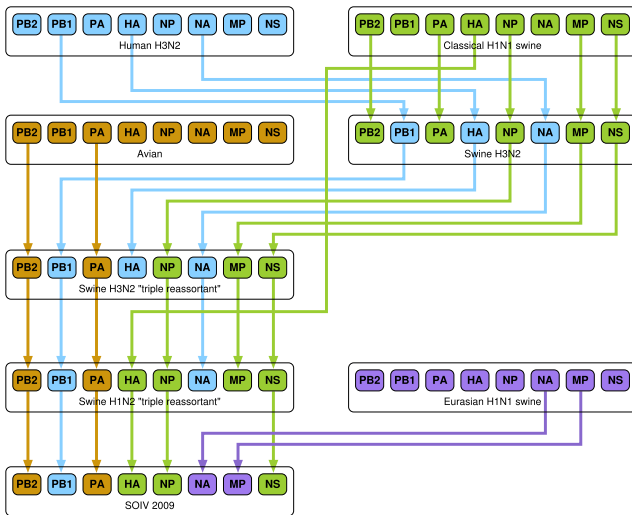 PB2 PB1 PA HA NP NA MP NS
Human H3N2
PB2 PB1 PA HA NP NA MP NS
Classical H1N1 swine
PB2 PB1 PA HA NP NA MP NS
Avian
PB2 PB1 PA HA NP NA MP NS
Swine H3N2
PB2 PB1 PA HA NP NA MP NS
Swine H3N2 "triple reassortant"
PB2 PB1 PA HA NP NA MP NS
Swine H1N2 "triple reassortant"
PB2 PB1 PA HA NP NA MP NS
Eurasian H1N1 swine
PB2 PB1 PA HA NP NA MP NS
SOIV 2009